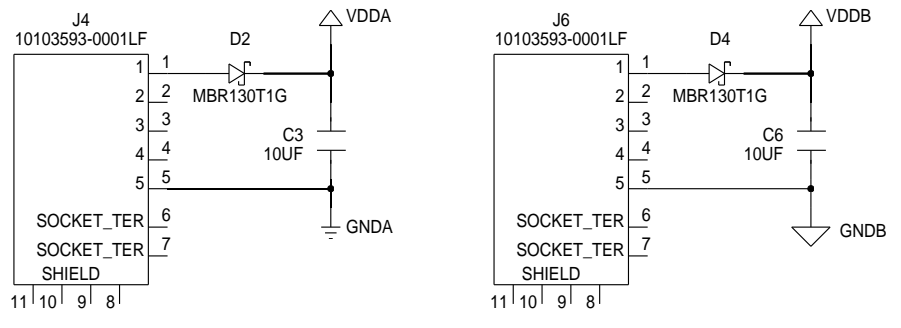 J4
10103593-0001LF
D2
VDDA
1 1
MBR130T1G
2 2
3 3
C3
10UF
4 4
5 5
SOCKET_TER 6
GNDA
SOCKET_TER 7
SHIELD
11 10 9 8
J6
10103593-0001LF
D4
VDDB
1 1
MBR130T1G
2 2
3 3
C6
10UF
4 4
5 5
SOCKET_TER 6
GNDB
SOCKET_TER 7
SHIELD
11 10 9 8